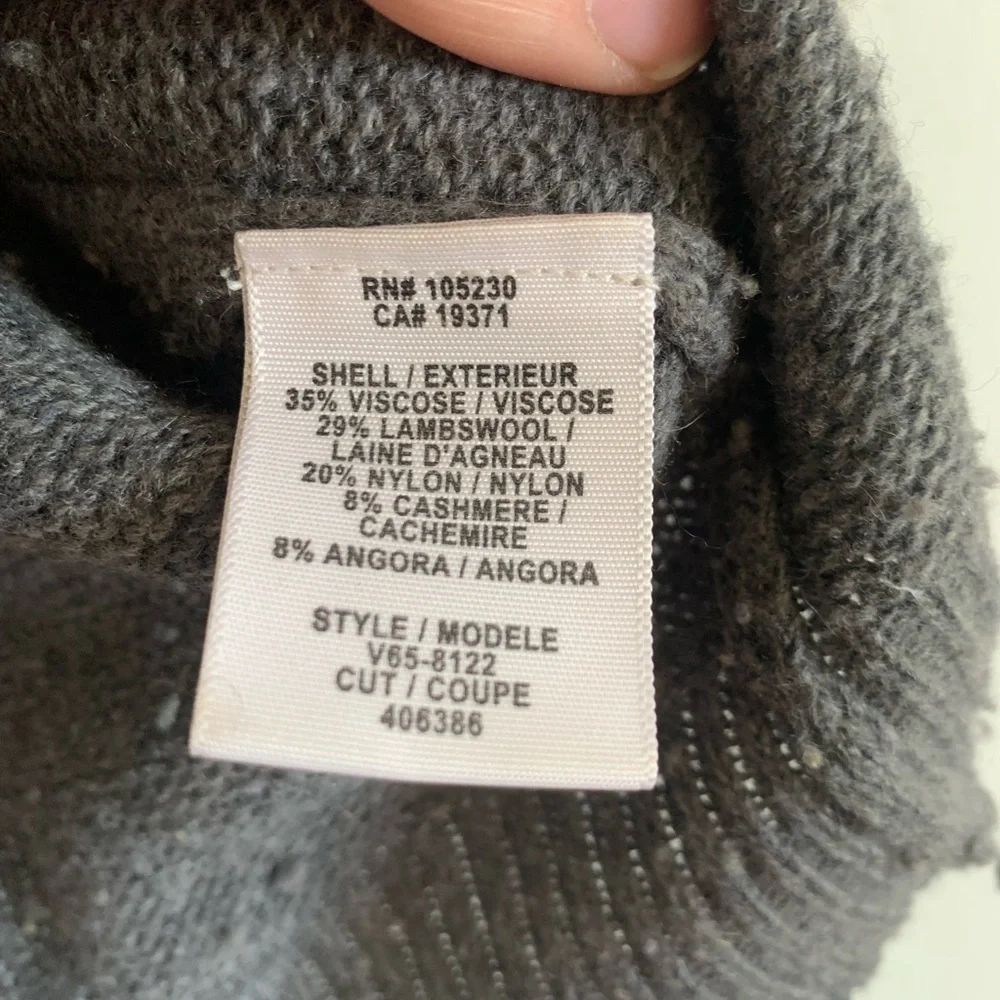 RN# 105230
CA# 19371
SHELL / EXTERIEUR
35% VISCOSE / VISCOSE
29% LAMBSWOOL /
LAINE D'AGNEAU
20% NYLON / NYLON
8% CASHMERE /
CACHEMIRE
8% ANGORA / ANGORA
STYLE / MODELE
V65-8122
CUT / COUPE
406386